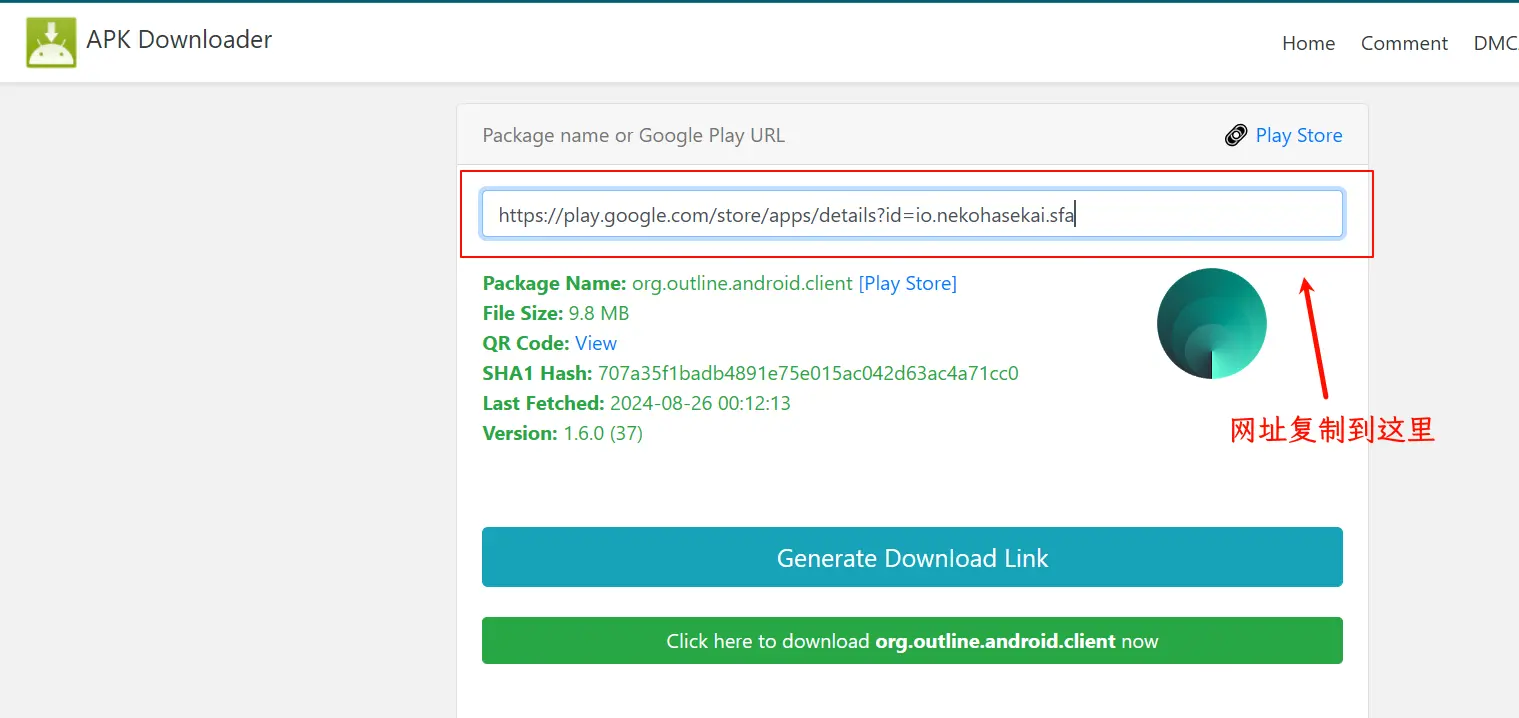 APK Downloader
Home Comment DMC
Package name or Google Play URL
Play Store
https://play.google.com/store/apps/details?id=io.nekohasekai.sfa
Package Name: org.outline.android.client [Play Store]
File Size: 9.8 MB
QR Code: View
SHA1 Hash: 707a35f1badb4891e75e015ac042d63ac4a71cc0
Last Fetched: 2024-08-26 00:12:13
Version: 1.6.0 (37)
网址复制到这里
Generate Download Link
Click here to download org.outline.android.client now